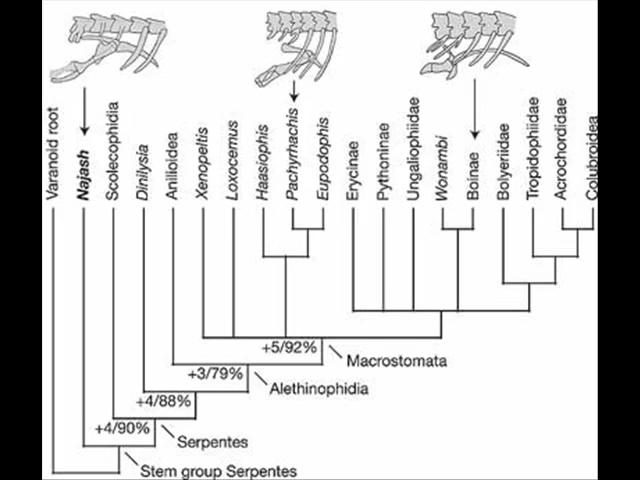 Varanoid root
Najash
Scolecophidia
Dinilysia
Anilloidea
Xenopeltis
Loxocemus
Haasiophis
Pachyrhachis
Eupodophis
Erycinae
Pythoninae
Ungaliophiidae
Wonambi
Boinae
Bolyeriidae
Tropidophiidae
Acrochordidae
Colubroidea
+5/92%
Macrostomata
+3/79%
Alethinophidia
+4/88%
+4/90%
Serpentes
Stem group Serpentes